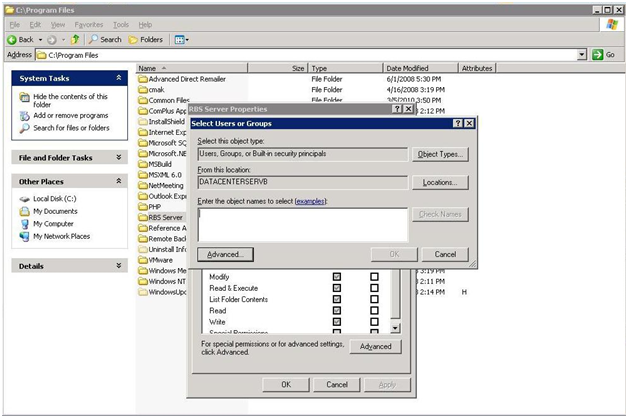 C:\Program Files
File Edit View Favorites Tools Help
Back Search Folders
Address C:\Program Files Go
System Tasks
Hide the contents of this folder
Add or remove programs
Search for files or folders
File and Folder Tasks
Other Places
Local Disk (C:)
My Documents
My Computer
My Network Places
Details
Name Size Type Date Modified Attributes
Advanced Direct Remailer File Folder 6/1/2008 5:30 PM
cmak File Folder 4/16/2009 3:19 PM
Common Files File Folder 3:50 PM
ComPlus App 2:12 PM
InstallShield
Internet Exp
Microsoft SQ
Microsoft.NE
MSBuild
MSXML 6.0
NetMeeting
Outlook Expr
PHP
RBS Server
Reference A
Remote Back
Uninstall Info
VMware
Windows Me 3:19 PM
Windows NT 2:11 PM
WindowsUpd 2:14 PM H
RBS Server Properties
Select Users or Groups
Select this object type:
Users, Groups, or Built-in security principals
Object Types...
From this location:
DATACENTERSERVB
Locations...
Enter the object names to select (examples):
Check Names
Advanced...
OK
Cancel
Modify
Read & Execute
List Folder Contents
Read
Write
Special Permissions
For special permissions or for advanced settings,
click Advanced.
Advanced
OK
Cancel
Apply